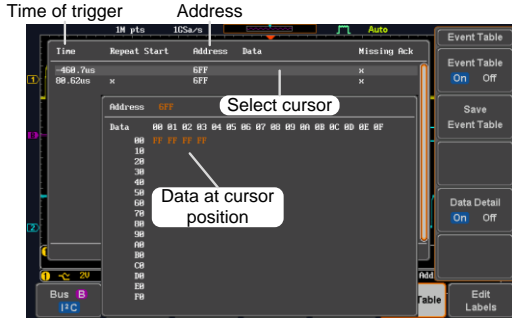 Time of trigger Address
1M pts 1GSa/s Auto
Event Table
Time Repeat Start Address Data Missing Ack
-460.7us 6FF x
80.62us x 6FF x
Event Table
On Off
Select cursor
Address 6FF
Data 00 01 02 03 04 05 06 07 08 09 0A 0B 0C 0D 0E 0F
00 FF FF FF FF
10
20
30
40
50
60
70
80
90
A0
B0
C0
D0
E0
F0
Save
Event Table
Data at cursor
position
Data Detail
On Off
1
B
2
1 2V Add
Bus B
I²C
Table
Edit
Labels